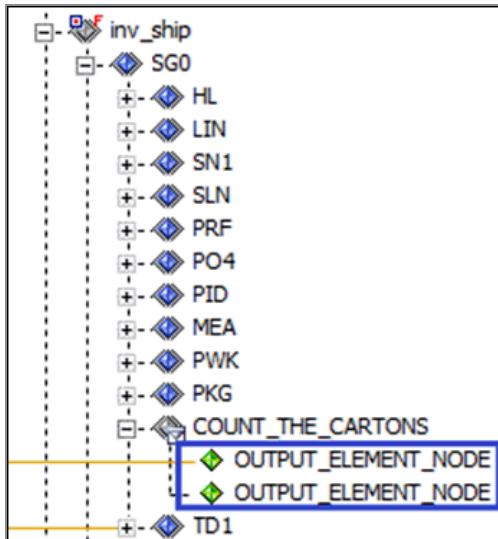 inv_ship
SG0
HL
LIN
SN1
SLN
PRF
PO4
PID
MEA
PWK
PKG
COUNT_THE_CARTONS
OUTPUT_ELEMENT_NODE
OUTPUT_ELEMENT_NODE
TD1